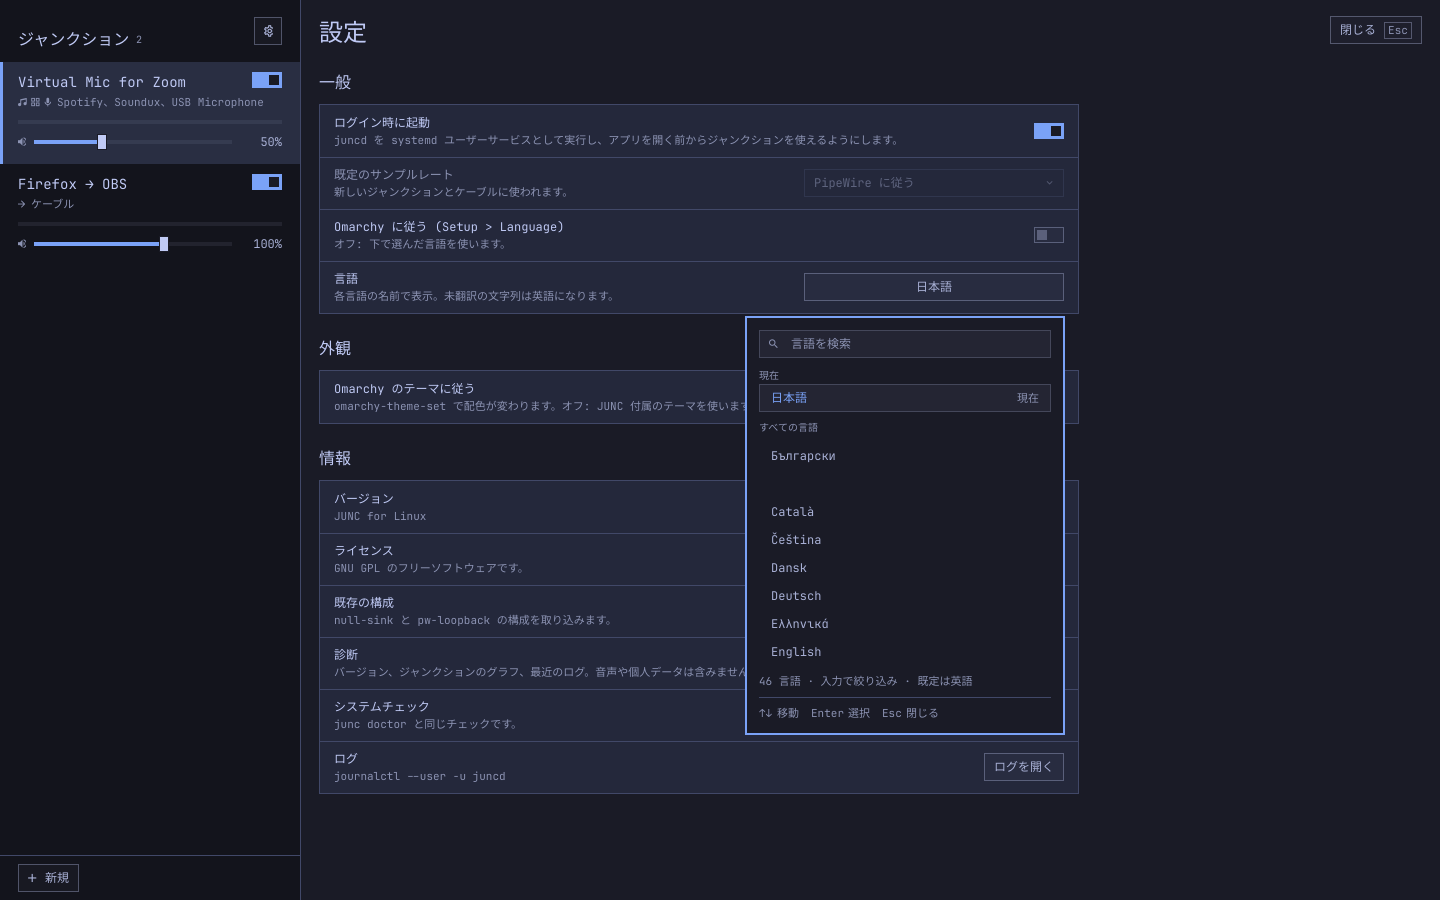 ジャンクション 2
Virtual Mic for Zoom
Spotify、Soundux、USB Microphone
50%
Firefox → OBS
→ ケーブル
100%
+ 新規
設定
閉じる Esc
一般
ログイン時に起動
juncd を systemd ユーザーサービスとして実行し、アプリを開く前からジャンクションを使えるようにします。
既定のサンプルレート
新しいジャンクションとケーブルに使われます。
PipeWire に従う
Omarchy に従う (Setup > Language)
オフ: 下で選んだ言語を使います。
言語
各言語の名前で表示。未翻訳の文字列は英語になります。
日本語
外観
Omarchy のテーマに従う
omarchy-theme-set で配色が変わります。オフ: JUNC 付属のテーマを使います
情報
バージョン
JUNC for Linux
ライセンス
GNU GPL のフリーソフトウェアです。
既存の構成
null-sink と pw-loopback の構成を取り込みます。
診断
バージョン、ジャンクションのグラフ、最近のログ。音声や個人データは含みません
システムチェック
junc doctor と同じチェックです。
ログ
journalctl --user -u juncd
ログを開く
言語を検索
現在
日本語 現在
すべての言語
Български
Català
Čeština
Dansk
Deutsch
Ελληνικά
English
46 言語 · 入力で絞り込み · 既定は英語
↑↓ 移動 Enter 選択 Esc 閉じる